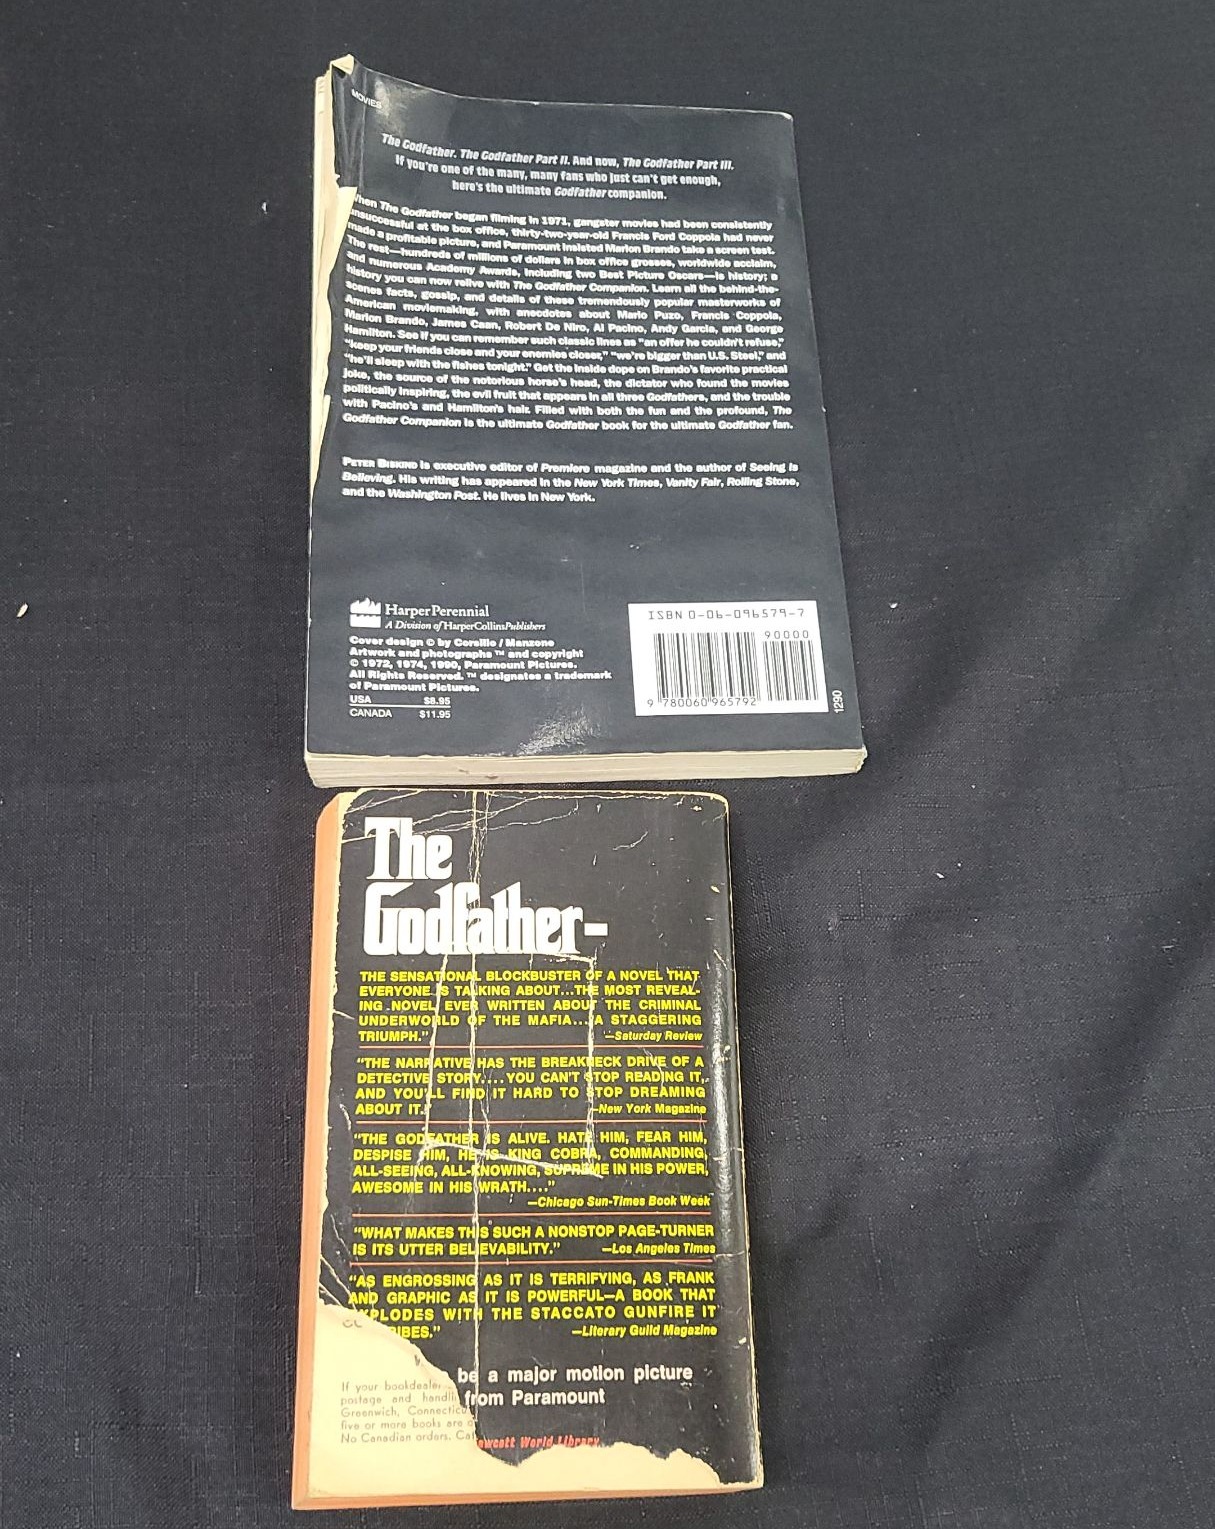 MOVIES
The Godfather. The Godfather Part II. And now, The Godfather Part III.
If you're one of the many, many fans who just can't get enough,
here's the ultimate Godfather companion.
When The Godfather began filming in 1971, gangster movies had been consistently
unsuccessful at the box office, thirty-two-year-old Francis Ford Coppola had never
made a profitable picture, and Paramount insisted Marlon Brando take a screen test.
The rest—hundreds of millions of dollars in box office grosses, worldwide acclaim,
and numerous Academy Awards, including two Best Picture Oscars—is history; a
history you can now relive with The Godfather Companion. Learn all the behind-the-
scenes facts, gossip, and details of these tremendously popular masterworks of
American moviemaking, with anecdotes about Mario Puzo, Francis Coppola,
Marlon Brando, James Caan, Robert De Niro, Al Pacino, Andy Garcia, and George
Hamilton. See if you can remember such classic lines as "an offer he couldn't refuse,"
"keep your friends close and your enemies closer," "we're bigger than U.S. Steel," and
"he'll sleep with the fishes tonight." Get the inside dope on Brando's favorite practical
joke, the source of the notorious horse's head, the dictator who found the movies
politically inspiring, the evil fruit that appears in all three Godfathers, and the trouble
with Pacino's and Hamilton's hair. Filled with both the fun and the profound, The
Godfather Companion is the ultimate Godfather book for the ultimate Godfather fan.
PETER BISKIND is executive editor of Premiere magazine and the author of Seeing Is
Believing. His writing has appeared in the New York Times, Vanity Fair, Rolling Stone,
and the Washington Post. He lives in New York.
HarperPerennial
A Division of HarperCollinsPublishers
Cover design © by Corsillo / Manzone
Artwork and photographs ™ and copyright
© 1972, 1974, 1990, Paramount Pictures.
All Rights Reserved. ™ designates a trademark
of Paramount Pictures.
USA $8.95
CANADA $11.95
ISBN 0-06-096579-7
90000
9 780060 965792
1290
The
Godfather-
THE SENSATIONAL BLOCKBUSTER OF A NOVEL THAT
EVERYONE IS TALKING ABOUT...THE MOST REVEAL-
ING NOVEL EVER WRITTEN ABOUT THE CRIMINAL
UNDERWORLD OF THE MAFIA...A STAGGERING
TRIUMPH." —Saturday Review
"THE NARRATIVE HAS THE BREAKNECK DRIVE OF A
DETECTIVE STORY....YOU CAN'T STOP READING IT,
AND YOU'LL FIND IT HARD TO STOP DREAMING
ABOUT IT." —New York Magazine
"THE GODFATHER IS ALIVE. HATE HIM, FEAR HIM,
DESPISE HIM, HE IS KING COBRA, COMMANDING,
ALL-SEEING, ALL-KNOWING, SUPREME IN HIS POWER,
AWESOME IN HIS WRATH...."
—Chicago Sun-Times Book Week
"WHAT MAKES THIS SUCH A NONSTOP PAGE-TURNER
IS ITS UTTER BELIEVABILITY." —Los Angeles Times
"AS ENGROSSING AS IT IS TERRIFYING, AS FRANK
AND GRAPHIC AS IT IS POWERFUL—A BOOK THAT
EXPLODES WITH THE STACCATO GUNFIRE IT
—Literary Guild Magazine
be a major motion picture
from Paramount
If your bookdealer
postage and handli
Greenwich, Connecticu
five or more books are o
No Canadian orders. Cat
Fawcett World Library